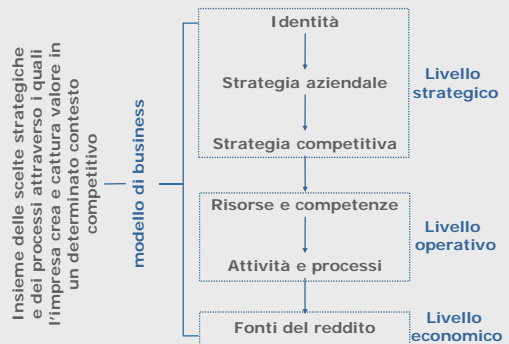 Insieme delle scelte strategiche
e dei processi attraverso i quali
l'impresa crea e cattura valore in
un determinato contesto
competitivo
modello di business
Identità
Strategia aziendale
Strategia competitiva
Livello
strategico
Risorse e competenze
Attività e processi
Livello
operativo
Fonti del reddito
Livello
economico